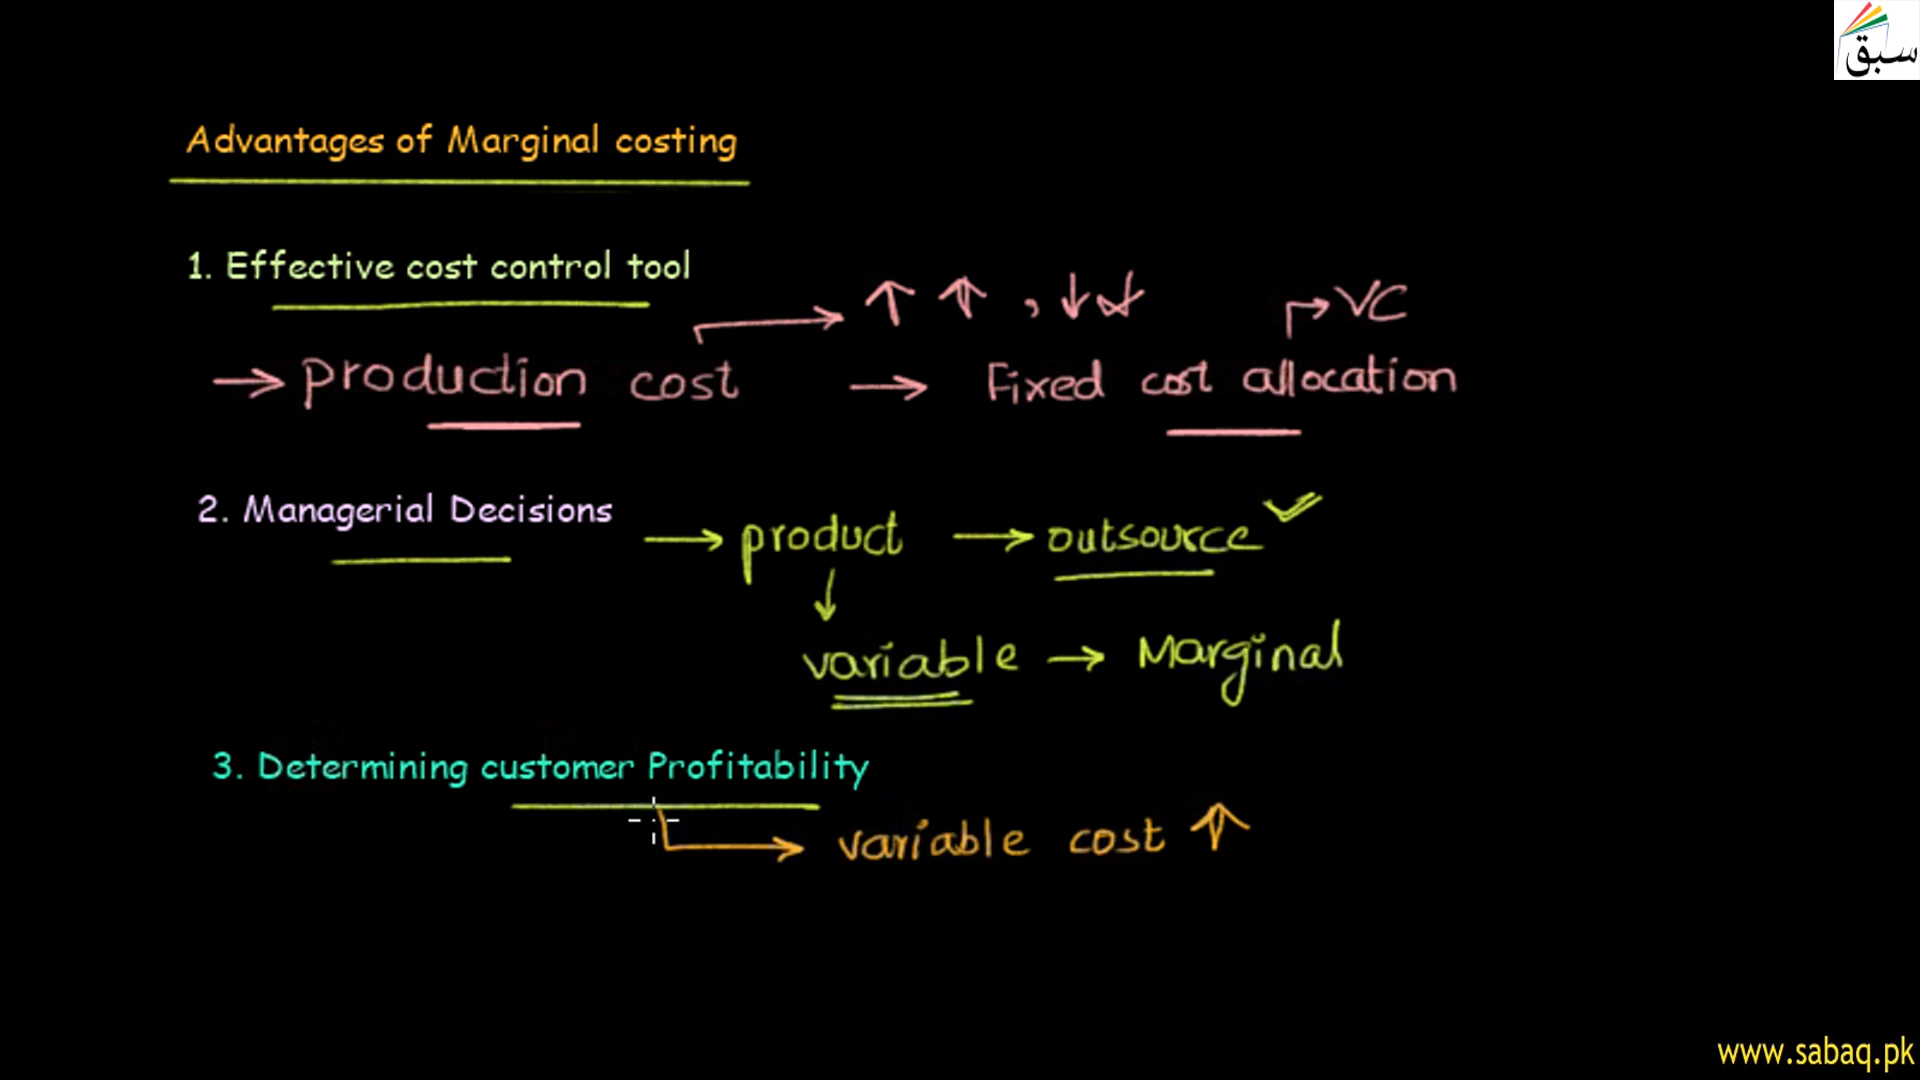 سبق
Advantages of Marginal costing
1. Effective cost control tool
↑ ↑ , ↓ ↓
→ VC
→ production cost → Fixed cost allocation
2. Managerial Decisions → product → outsource ✓
↓
variable → Marginal
3. Determining customer Profitability
→ variable cost ↑
www.sabaq.pk